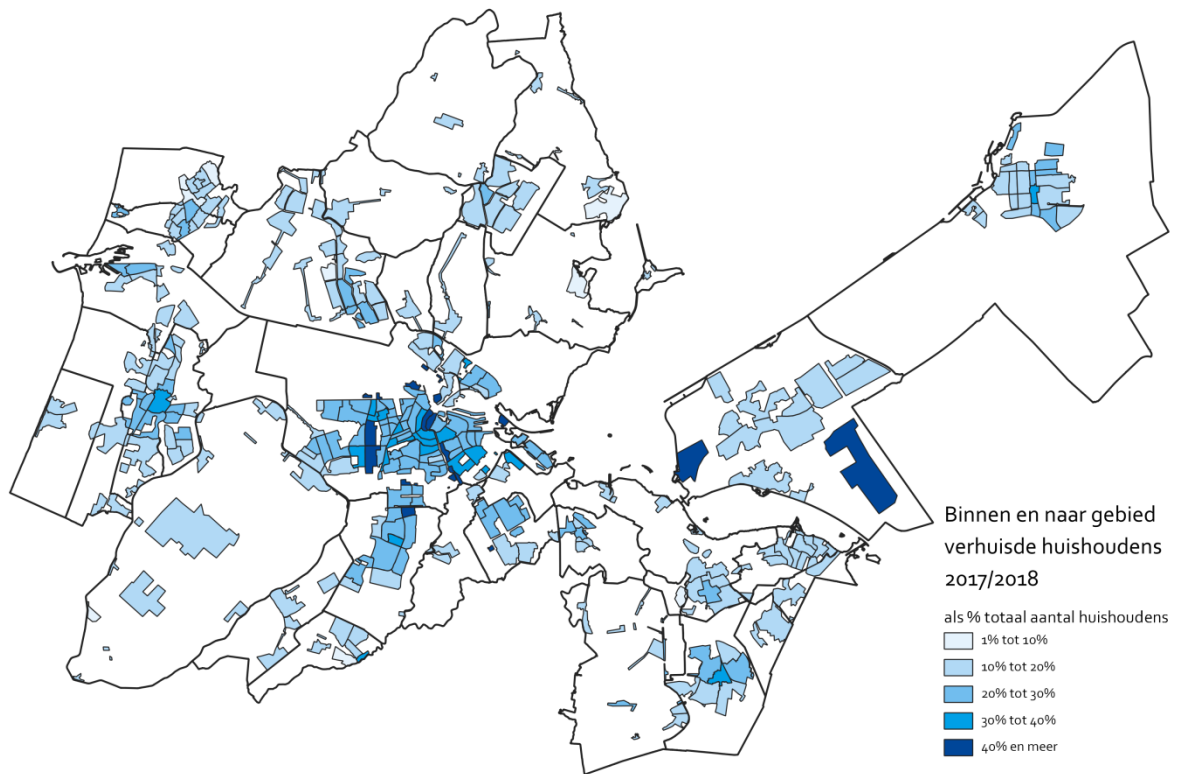 Binnen en naar gebied
verhuisde huishoudens
2017/2018
als % totaal aantal huishoudens
1% tot 10%
10% tot 20%
20% tot 30%
30% tot 40%
40% en meer